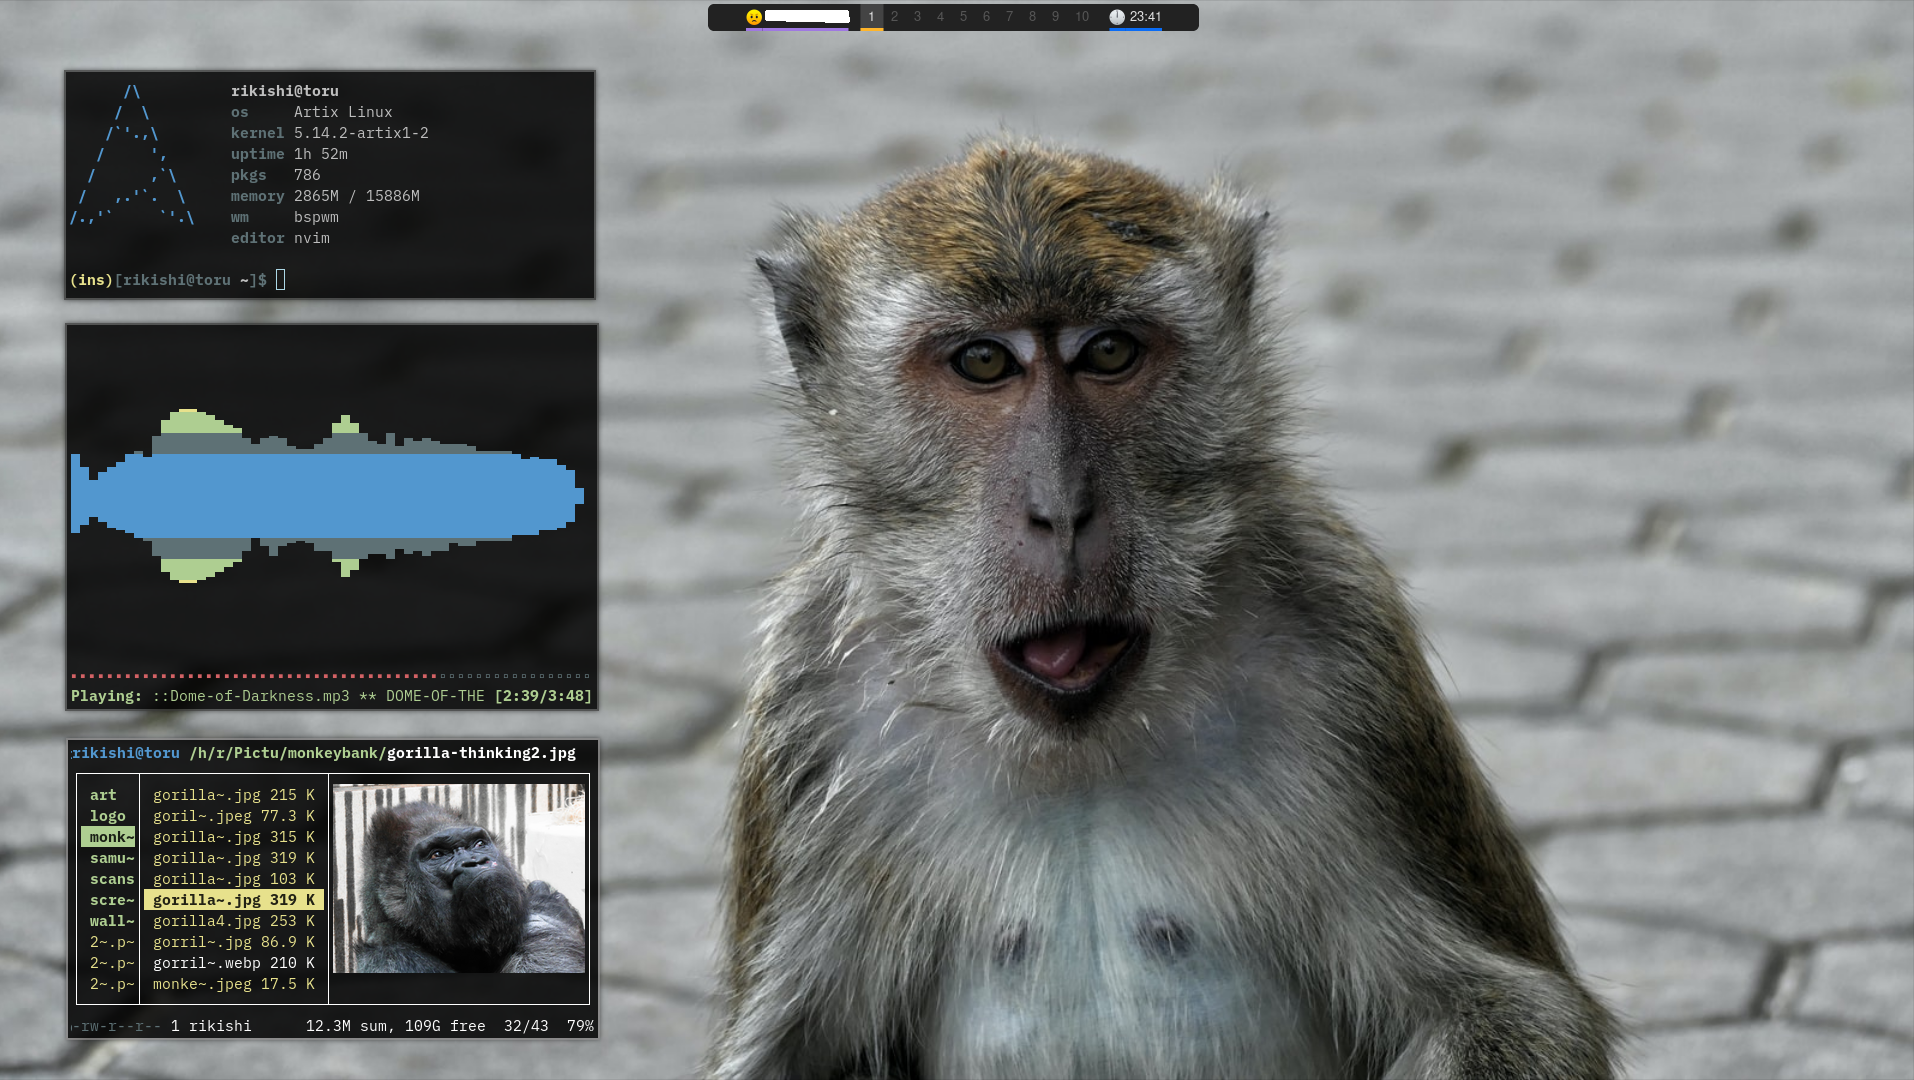 1 2 3 4 5 6 7 8 9 10 23:41
rikishi@toru
os Artix Linux
kernel 5.14.2-artix1-2
uptime 1h 52m
pkgs 786
memory 2865M / 15886M
wm bspwm
editor nvim
(ins)[rikishi@toru ~]$
Playing: ::Dome-of-Darkness.mp3 ** DOME-OF-THE [2:39/3:48]
rikishi@toru /h/r/Pictu/monkeybank/gorilla-thinking2.jpg
art gorilla~.jpg 215 K
logo goril~.jpeg 77.3 K
monk~ gorilla~.jpg 315 K
samu~ gorilla~.jpg 319 K
scans gorilla~.jpg 103 K
scre~ gorilla~.jpg 319 K
wall~ gorilla4.jpg 253 K
2~.p~ gorril~.jpg 86.9 K
2~.p~ gorril~.webp 210 K
2~.p~ monke~.jpeg 17.5 K
-rw-r--r-- 1 rikishi 12.3M sum, 109G free 32/43 79%